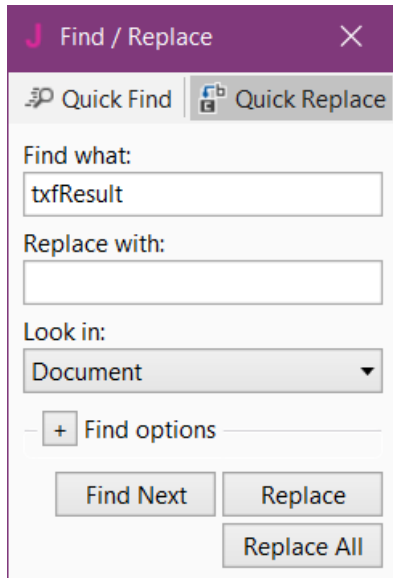 J Find / Replace
Quick Find Quick Replace
Find what:
txfResult
Replace with:
Look in:
Document
+ Find options
Find Next Replace
Replace All